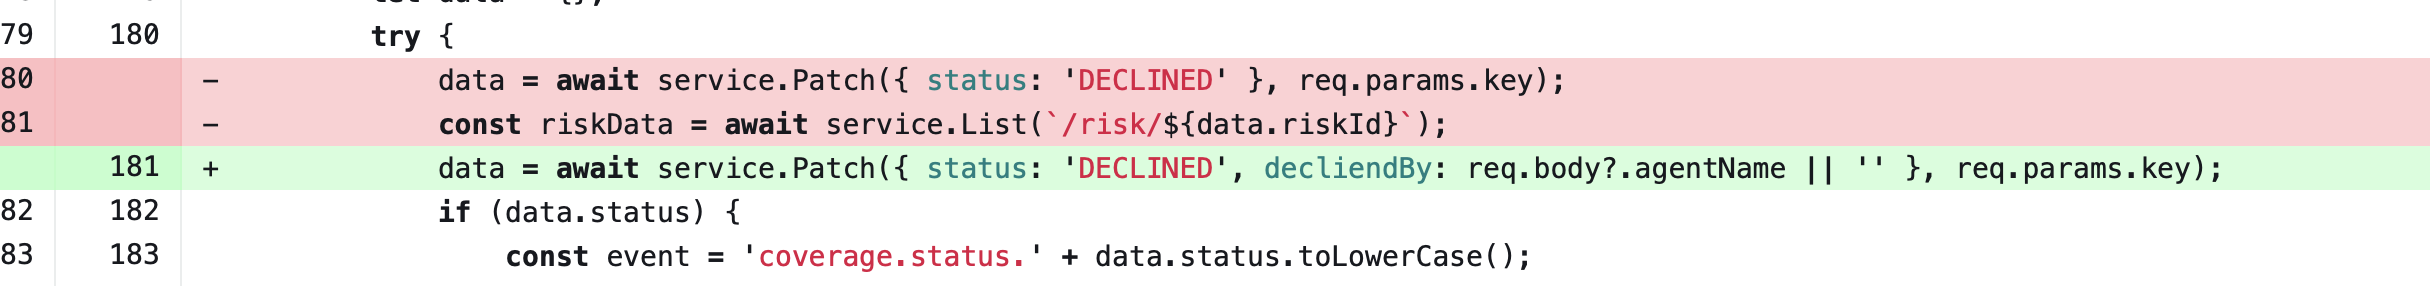 let data = {};
79 180 try {
80 - data = await service.Patch({ status: 'DECLINED' }, req.params.key);
81 - const riskData = await service.List(`/risk/${data.riskId}`);
181 + data = await service.Patch({ status: 'DECLINED', decliendBy: req.body?.agentName || '' }, req.params.key);
82 182 if (data.status) {
83 183 const event = 'coverage.status.' + data.status.toLowerCase();